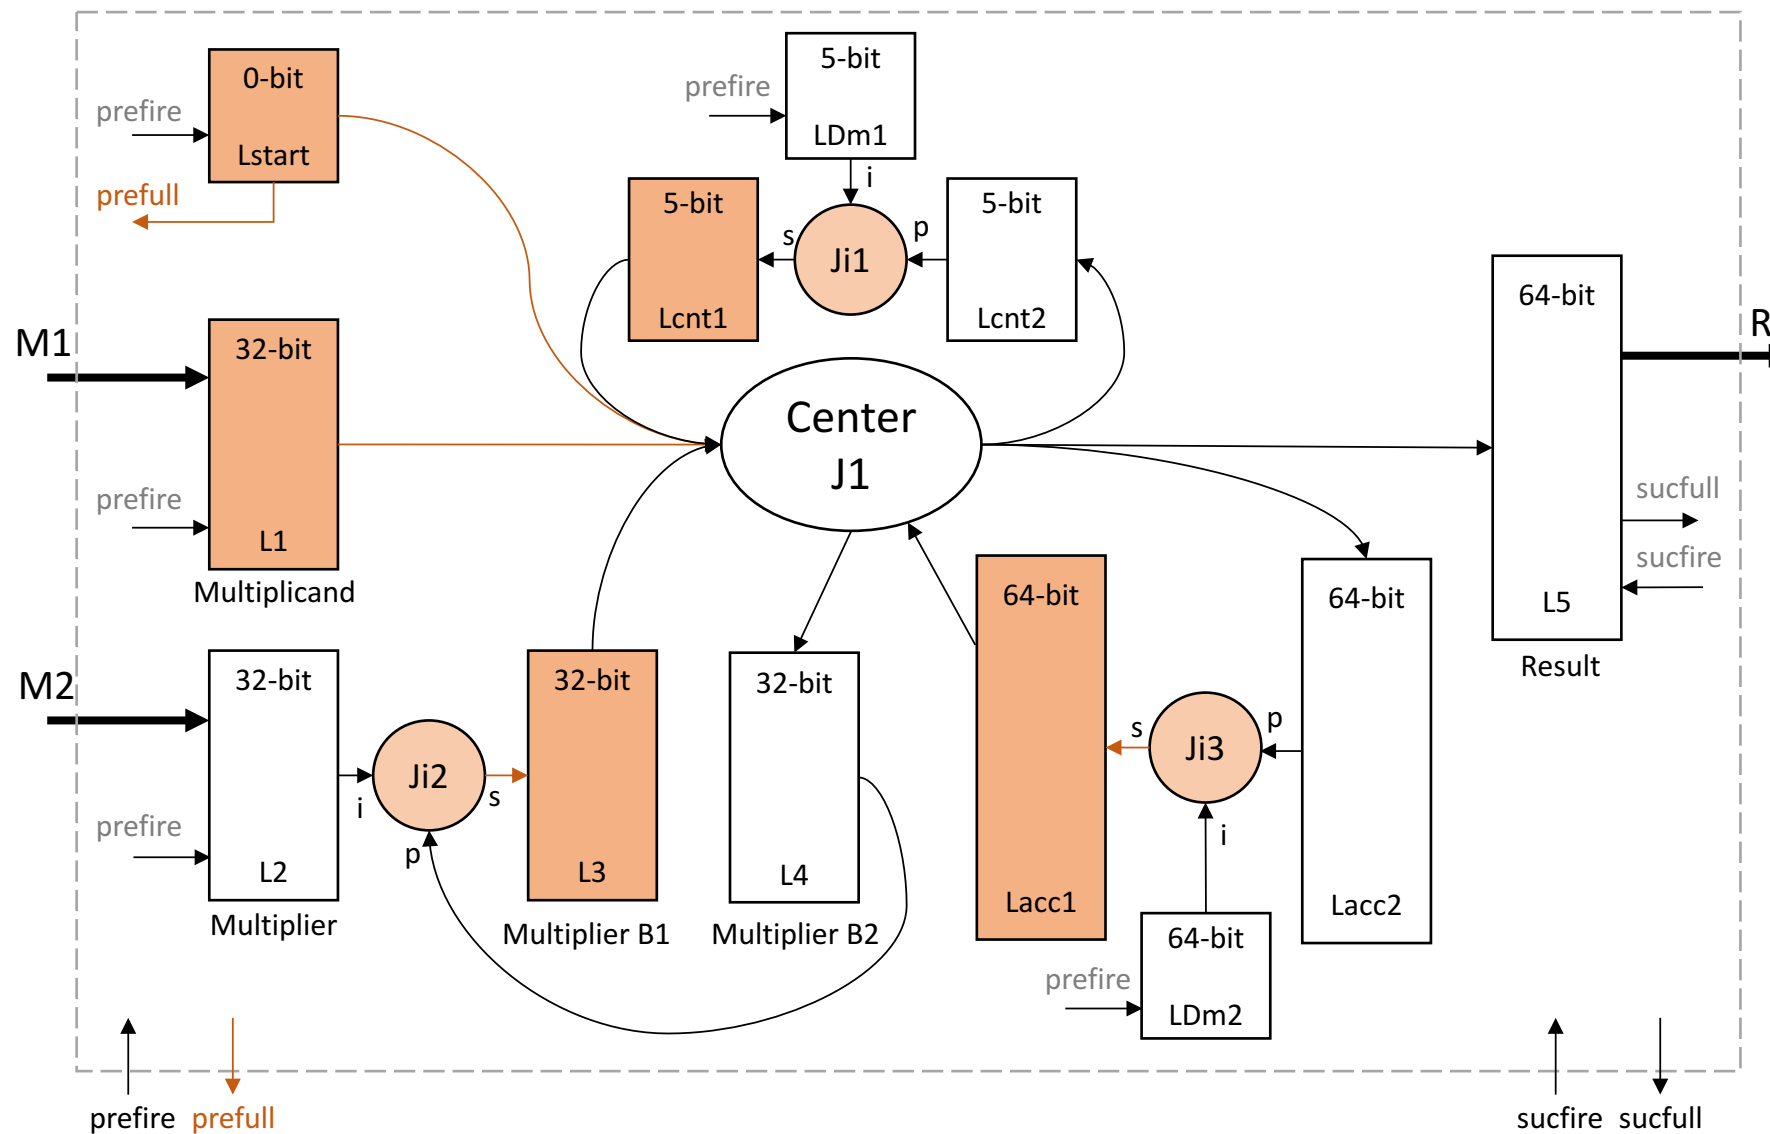 0-bit
Lstart
prefire
prefull
5-bit
LDm1
prefire
i
5-bit
Lcnt1
s
Ji1
p
5-bit
Lcnt2
M1
32-bit
L1
prefire
Multiplicand
Center
J1
64-bit
L5
R
sucfull
sucfire
Result
M2
32-bit
L2
prefire
Multiplier
i
Ji2
s
p
32-bit
L3
Multiplier B1
32-bit
L4
Multiplier B2
64-bit
Lacc1
s
Ji3
p
i
64-bit
Lacc2
64-bit
LDm2
prefire
prefire
prefull
sucfire
sucfull